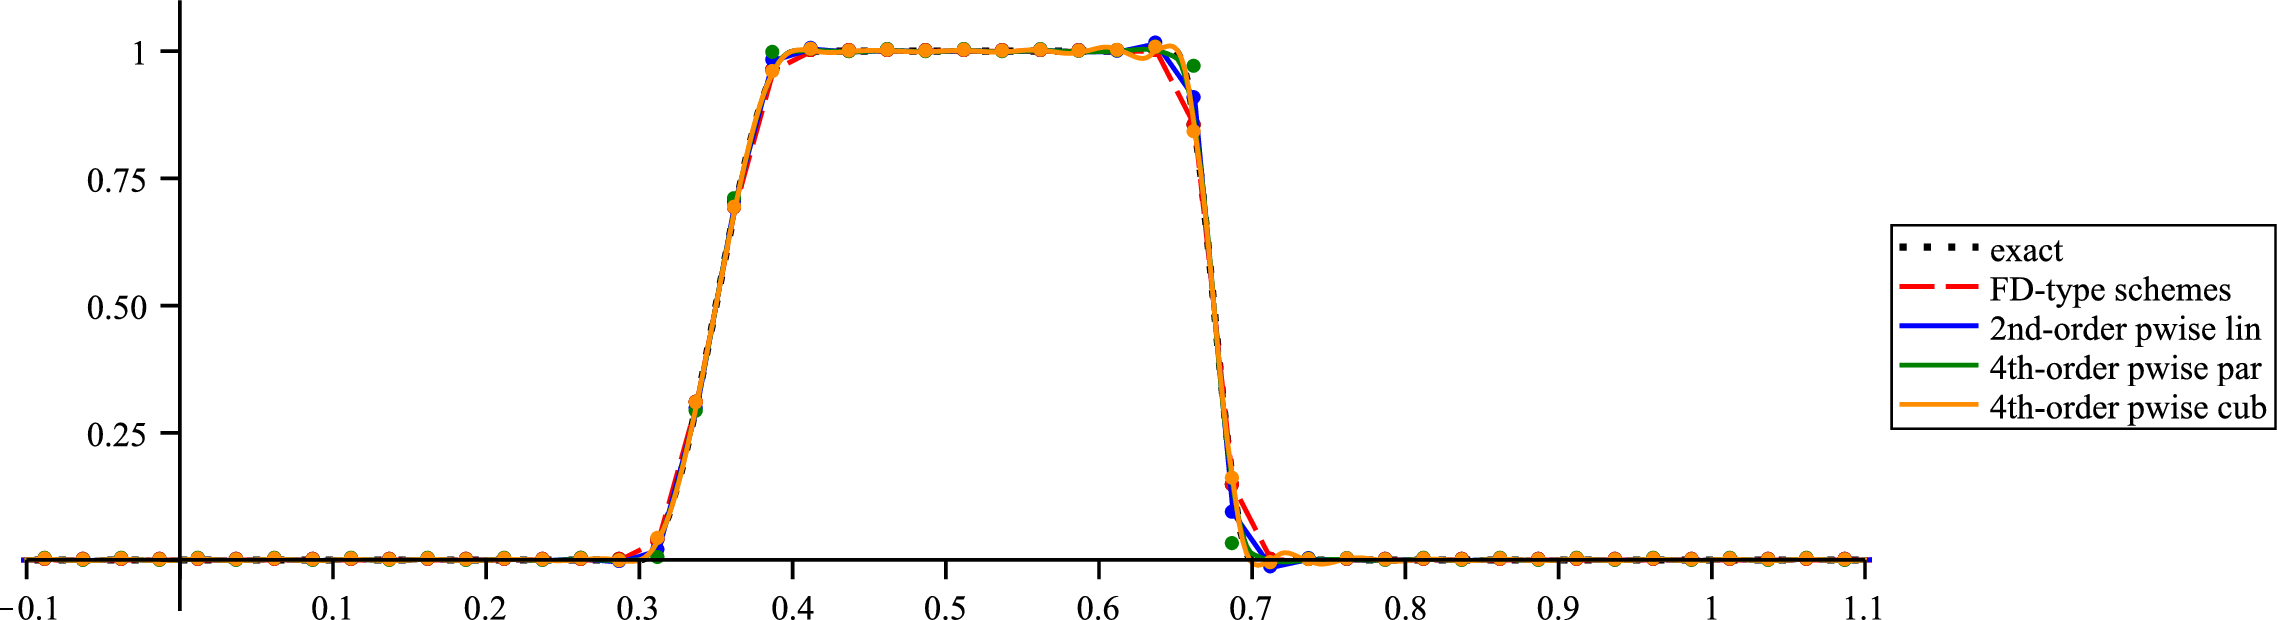 1
0.75
0.50
0.25
−0.1 0.1 0.2 0.3 0.4 0.5 0.6 0.7 0.8 0.9 1 1.1
exact
FD-type schemes
2nd-order pwise lin
4th-order pwise par
4th-order pwise cub